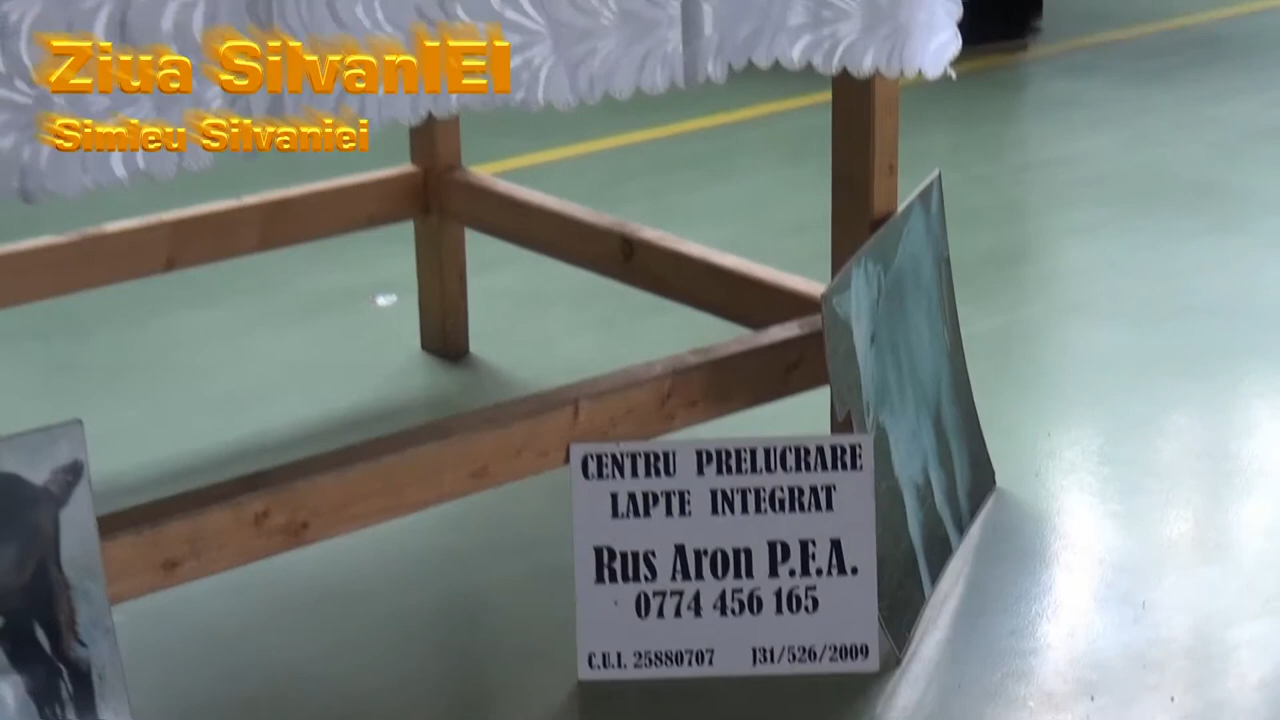 Ziua SilvanIEI
Simleu Silvaniei
CENTRU PRELUCRARE
LAPTE INTEGRAT
Rus Aron P.F.A.
0774 456 165
C.U.I. 25880707 J31/526/2009